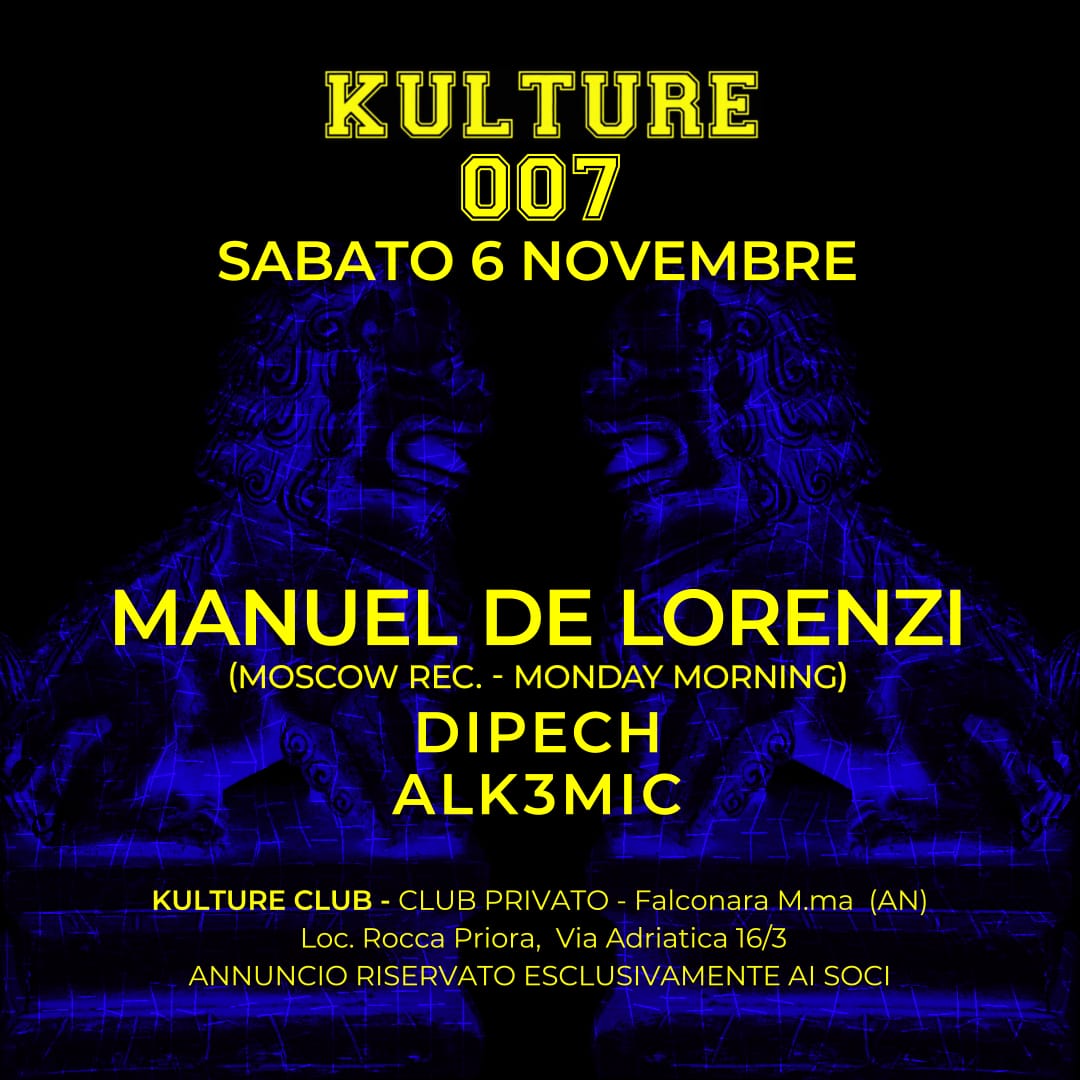 KULTURE
007
SABATO 6 NOVEMBRE
MANUEL DE LORENZI
(MOSCOW REC. - MONDAY MORNING)
DIPECH
ALK3MIC
KULTURE CLUB - CLUB PRIVATO - Falconara M.ma (AN)
Loc. Rocca Priora, Via Adriatica 16/3
ANNUNCIO RISERVATO ESCLUSIVAMENTE AI SOCI